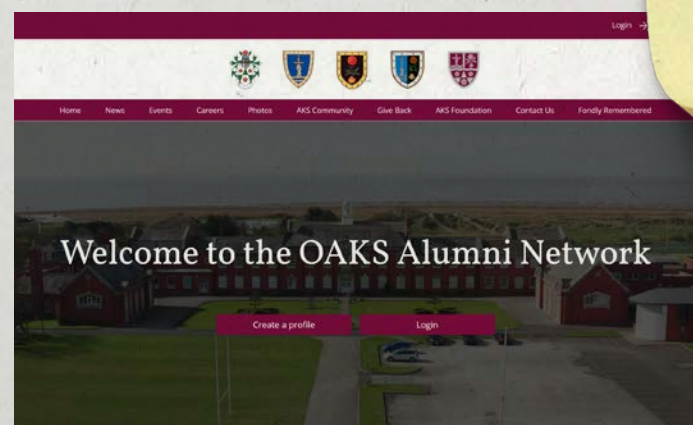 Login →
Home News Events Careers Photos AKS Community Give Back AKS Foundation Contact Us Fondly Remembered
Welcome to the OAKS Alumni Network
Create a profile Login